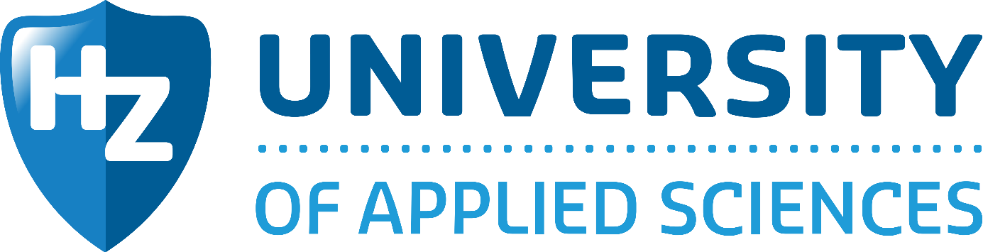 HZ
UNIVERSITY
OF APPLIED SCIENCES